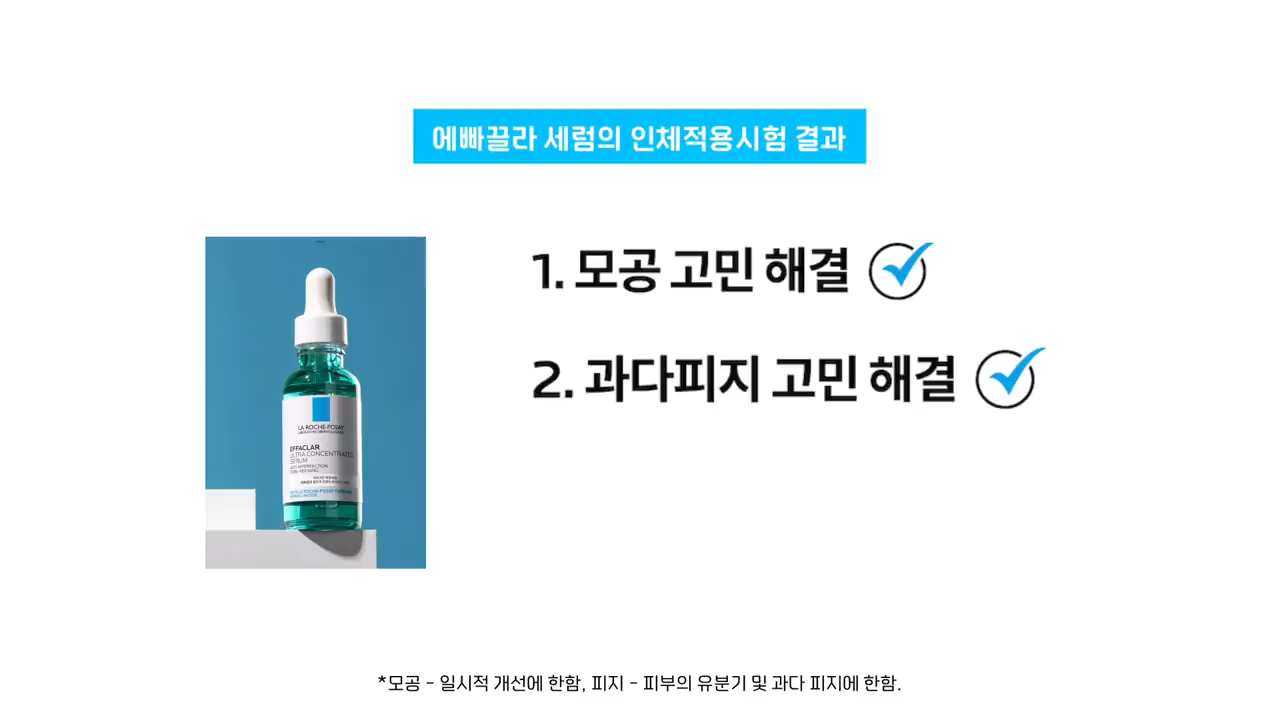 에빠끌라 세럼의 인체적용시험 결과
1. 모공 고민 해결
2. 과다피지 고민 해결
LA ROCHE-POSAY
EFFACLAR
ULTRA CONCENTRATED
SERUM
*모공 - 일시적 개선에 한함, 피지 - 피부의 유분기 및 과다 피지에 한함.